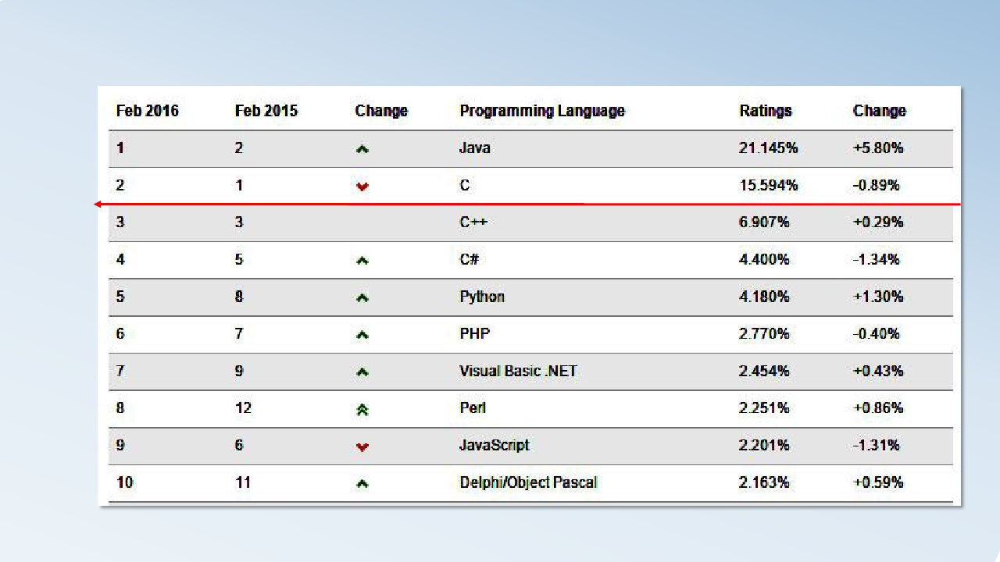 Feb 2016 Feb 2015 Change Programming Language Ratings Change
1 2 Java 21.145% +5.80%
2 1 C 15.594% -0.89%
3 3 C++ 6.907% +0.29%
4 5 C# 4.400% -1.34%
5 8 Python 4.180% +1.30%
6 7 PHP 2.770% -0.40%
7 9 Visual Basic .NET 2.454% +0.43%
8 12 Perl 2.251% +0.86%
9 6 JavaScript 2.201% -1.31%
10 11 Delphi/Object Pascal 2.163% +0.59%